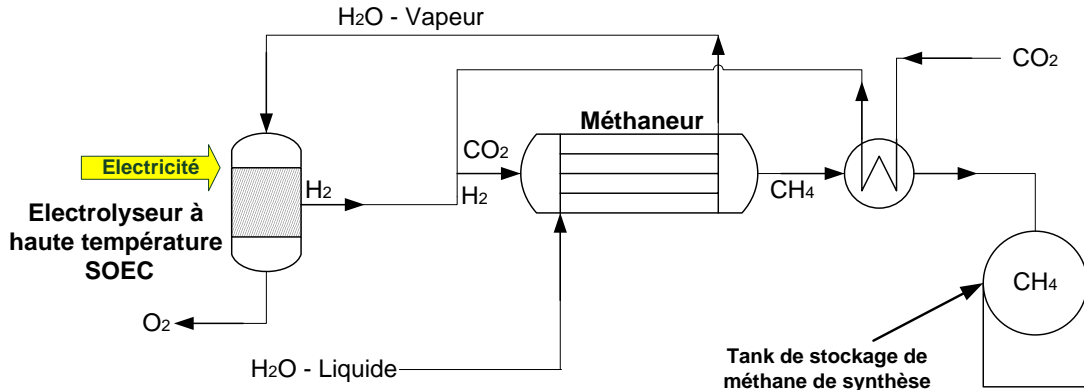 H2O - Vapeur
CO2
Méthaneur
CO2
Electricité
H2
H2
CH4
Electrolyseur à
haute température
SOEC
CH4
O2
H2O - Liquide
Tank de stockage de
méthane de synthèse